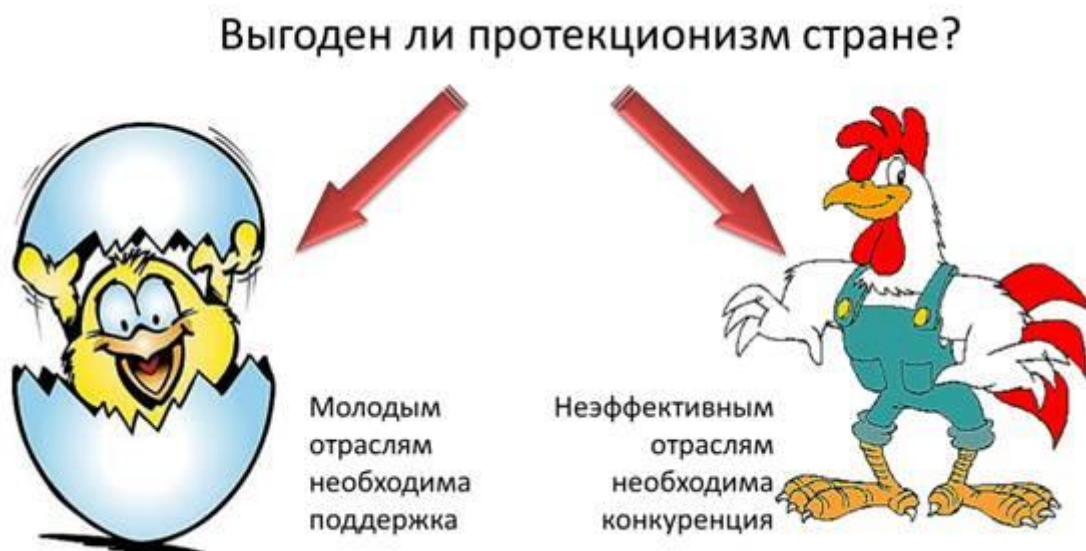 Выгоден ли протекционизм стране?
Молодым
отраслям
необходима
поддержка
Неэффективным
отраслям
необходима
конкуренция